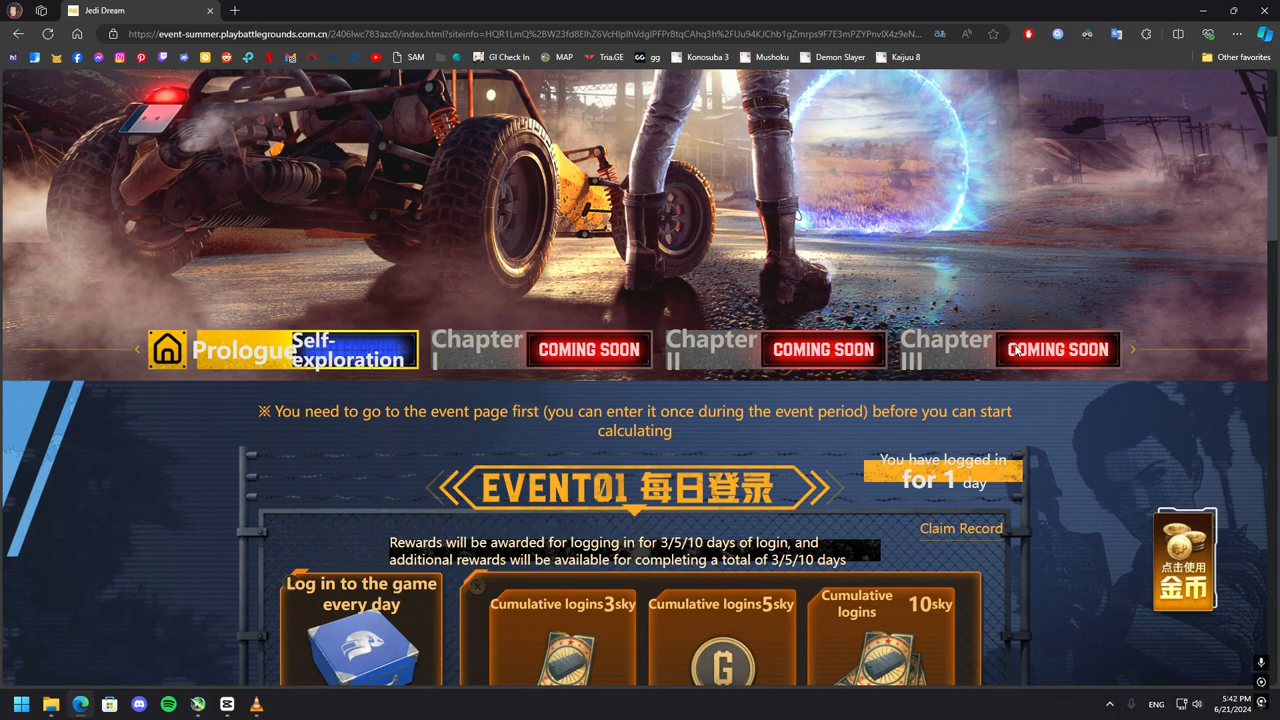 Jedi Dream
https://event-summer.playbattlegrounds.com.cn/2406lwc783azc0/index.html?siteinfo=HQR1LmQ%2BW23fd8ElhZ6VcHlpIhVdgIPFPr8tqCAhq3h%2FUu94KJChb1gZmrps9F7E3mPZYPnvlX4z9eN...
SAM
GI Check In
MAP
Tria.GE
GG gg
Konosuba 3
Mushoku
Demon Slayer
Kaijuu 8
Other favorites
Prologue
Self-
exploration
Chapter
I
COMING SOON
Chapter
II
COMING SOON
Chapter
III
COMING SOON
※ You need to go to the event page first (you can enter it once during the event period) before you can start
calculating
You have logged in
for 1 day
EVENT01 每日登录
Claim Record
Rewards will be awarded for logging in for 3/5/10 days of login, and
additional rewards will be available for completing a total of 3/5/10 days
Log in to the game
every day
Cumulative logins3sky
Cumulative logins5sky
Cumulative
logins 10sky
G
点击使用
金币
ENG
5:42 PM
6/21/2024